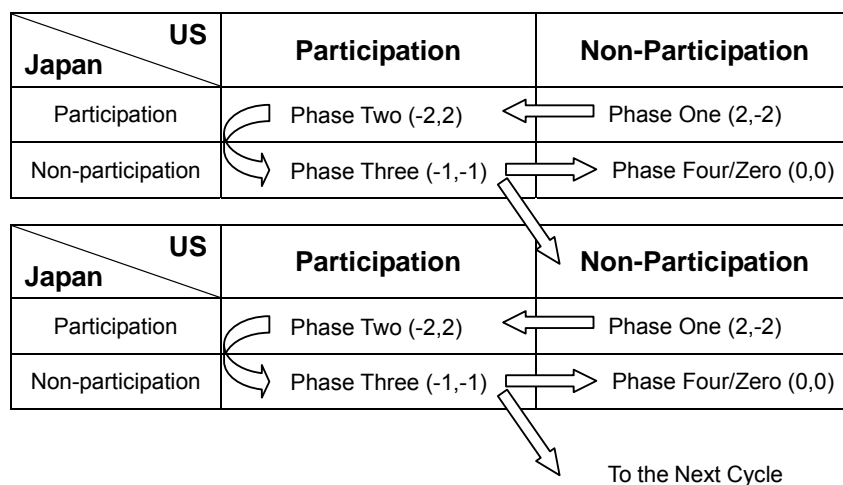 US
Japan Participation Non-Participation
Participation Phase Two (-2,2) Phase One (2,-2)
Non-participation Phase Three (-1,-1) Phase Four/Zero (0,0)
US
Japan Participation Non-Participation
Participation Phase Two (-2,2) Phase One (2,-2)
Non-participation Phase Three (-1,-1) Phase Four/Zero (0,0)
To the Next Cycle